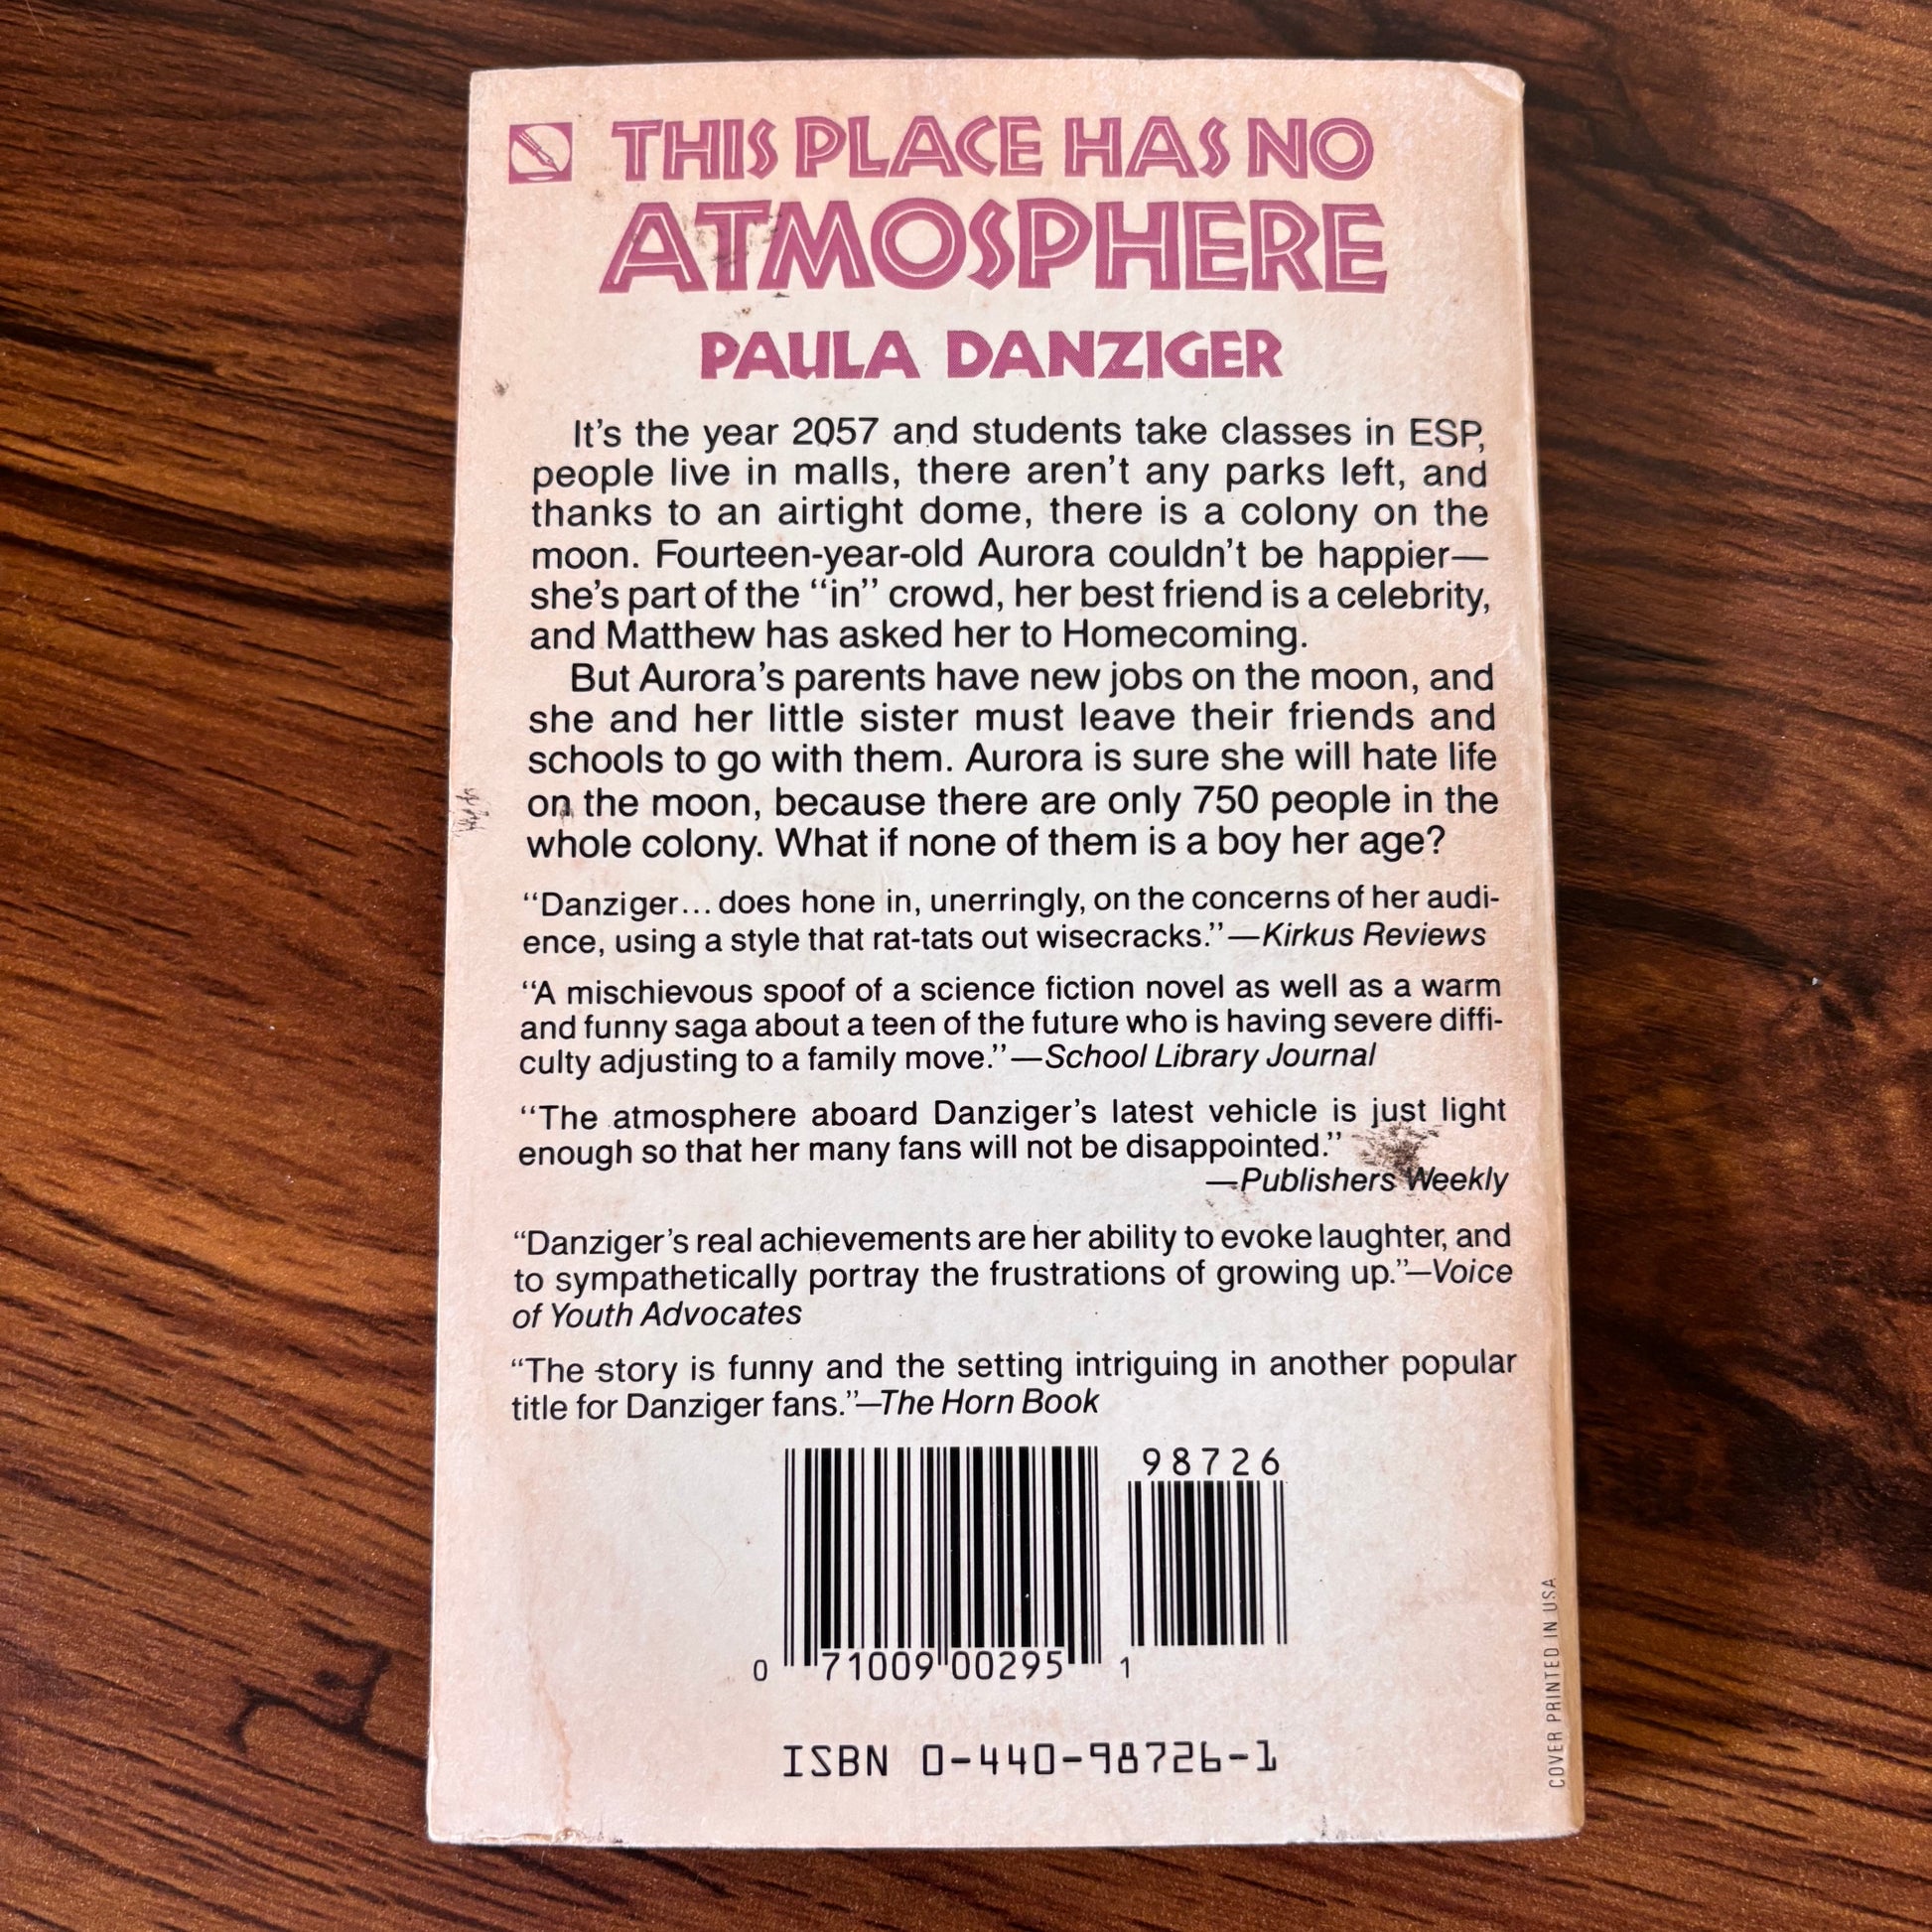 THIS PLACE HAS NO
ATMOSPHERE
PAULA DANZIGER
It's the year 2057 and students take classes in ESP,
people live in malls, there aren't any parks left, and
thanks to an airtight dome, there is a colony on the
moon. Fourteen-year-old Aurora couldn't be happier—
she's part of the "in" crowd, her best friend is a celebrity,
and Matthew has asked her to Homecoming.
But Aurora's parents have new jobs on the moon, and
she and her little sister must leave their friends and
schools to go with them. Aurora is sure she will hate life
on the moon, because there are only 750 people in the
whole colony. What if none of them is a boy her age?
"Danziger... does hone in, unerringly, on the concerns of her audi-
ence, using a style that rat-tats out wisecracks."—Kirkus Reviews
"A mischievous spoof of a science fiction novel as well as a warm
and funny saga about a teen of the future who is having severe diffi-
culty adjusting to a family move."—School Library Journal
"The atmosphere aboard Danziger's latest vehicle is just light
enough so that her many fans will not be disappointed."
—Publishers Weekly
"Danziger's real achievements are her ability to evoke laughter, and
to sympathetically portray the frustrations of growing up."—Voice
of Youth Advocates
"The story is funny and the setting intriguing in another popular
title for Danziger fans."—The Horn Book
98726
0 71009 00295 1
ISBN 0-440-98726-1
COVER PRINTED IN USA